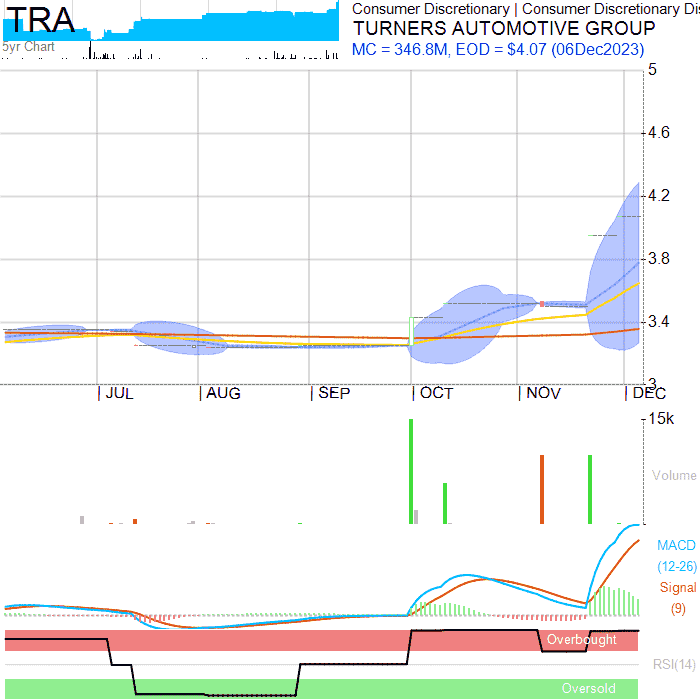 TRA
5yr Chart
Consumer Discretionary | Consumer Discretionary Dis
TURNERS AUTOMOTIVE GROUP
MC = 346.8M, EOD = $4.07 (06Dec2023)
5
4.6
4.2
3.8
3.4
3
JUL AUG SEP OCT NOV DEC
15k
Volume
MACD
(12-26)
Signal
(9)
Overbought
RSI(14)
Oversold